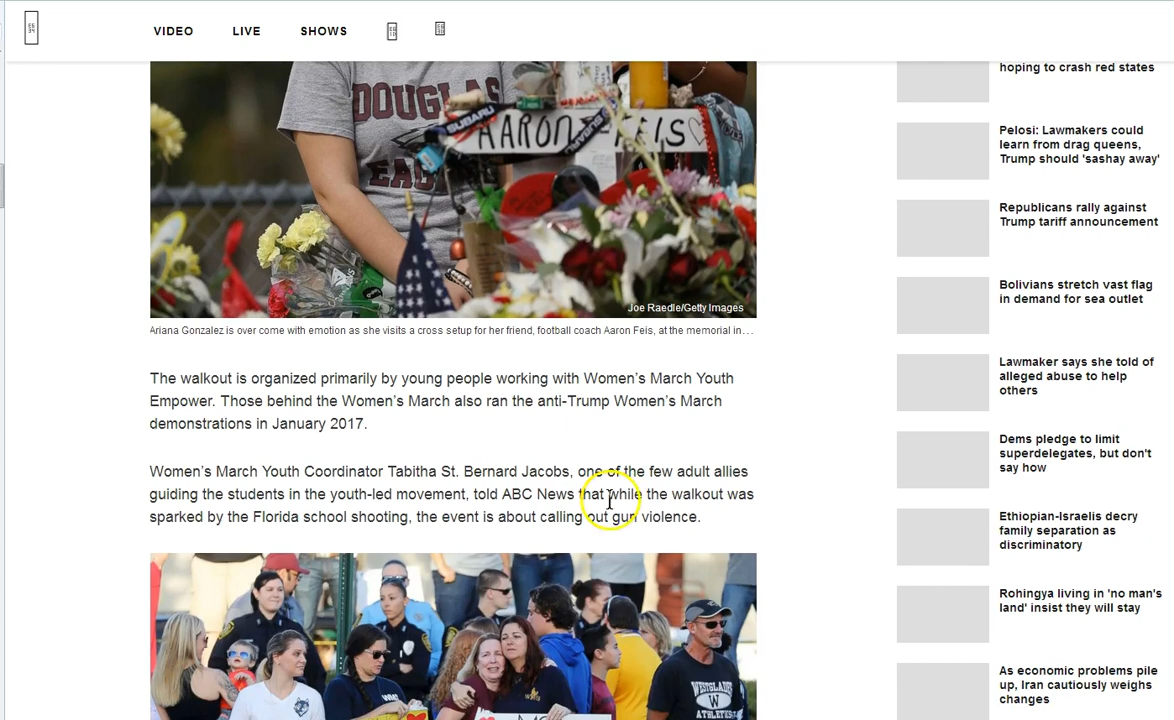 VIDEO
LIVE
SHOWS
DOUGLAS
SUBARU
AARON FEIS
Joe Raedle/Getty Images
Ariana Gonzalez is over come with emotion as she visits a cross setup for her friend, football coach Aaron Feis, at the memorial in...
The walkout is organized primarily by young people working with Women's March Youth
Empower. Those behind the Women's March also ran the anti-Trump Women's March
demonstrations in January 2017.
Women's March Youth Coordinator Tabitha St. Bernard Jacobs, one of the few adult allies
guiding the students in the youth-led movement, told ABC News that while the walkout was
sparked by the Florida school shooting, the event is about calling out gun violence.
WESTGLADES
W
ATHLETICS
hoping to crash red states
Pelosi: Lawmakers could
learn from drag queens,
Trump should 'sashay away'
Republicans rally against
Trump tariff announcement
Bolivians stretch vast flag
in demand for sea outlet
Lawmaker says she told of
alleged abuse to help
others
Dems pledge to limit
superdelegates, but don't
say how
Ethiopian-Israelis decry
family separation as
discriminatory
Rohingya living in 'no man's
land' insist they will stay
As economic problems pile
up, Iran cautiously weighs
changes